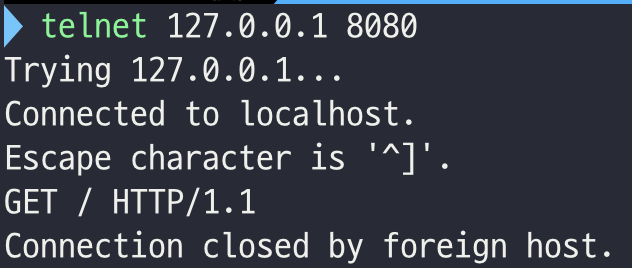 telnet 127.0.0.1 8080
Trying 127.0.0.1...
Connected to localhost.
Escape character is '^]'.
GET / HTTP/1.1
Connection closed by foreign host.